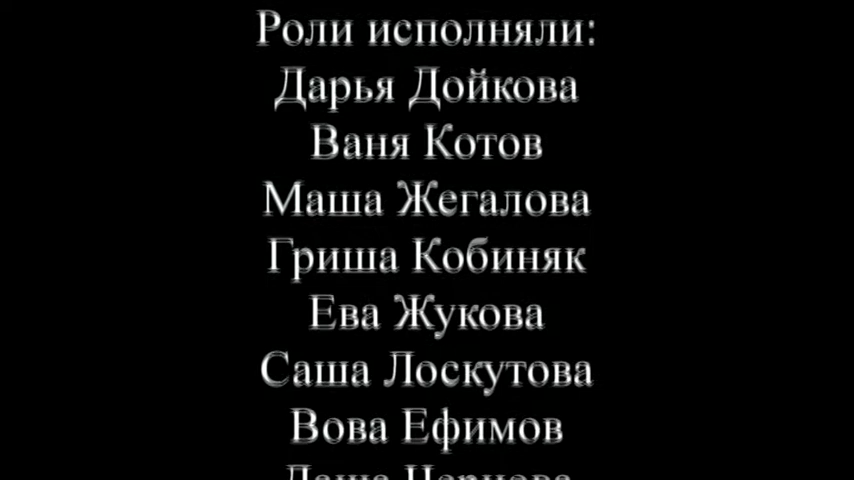 Роли исполняли:
Дарья Дойкова
Ваня Котов
Маша Жегалова
Гриша Кобиняк
Ева Жукова
Саша Лоскутова
Вова Ефимов